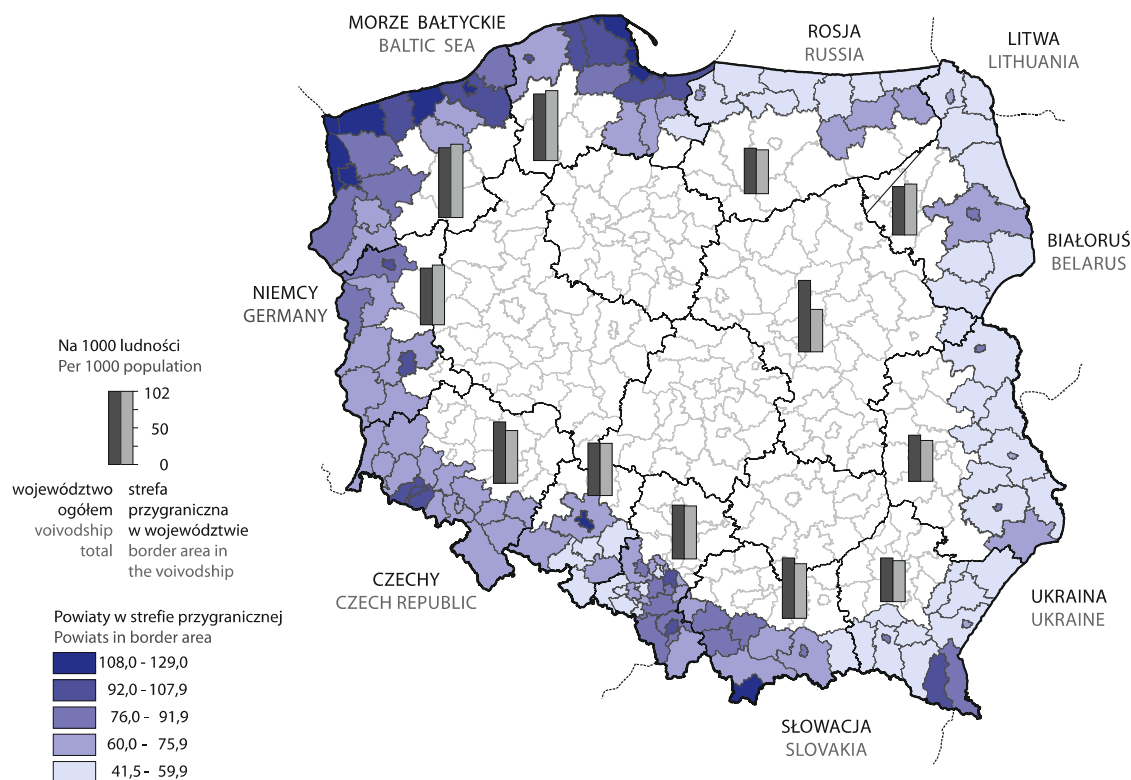 MORZE BAŁTYCKIE
BALTIC SEA
ROSJA
RUSSIA
LITWA
LITHUANIA
BIAŁORUŚ
BELARUS
NIEMCY
GERMANY
Na 1000 ludności
Per 1000 population
102
50
0
województwo
ogółem
voivodship
total
strefa
przygraniczna
w województwie
border area in
the voivodship
CZECHY
CZECH REPUBLIC
UKRAINA
UKRAINE
SŁOWACJA
SLOVAKIA
Powiaty w strefie przygranicznej
Powiats in border area
108,0 - 129,0
92,0 - 107,9
76,0 - 91,9
60,0 - 75,9
41,5 - 59,9